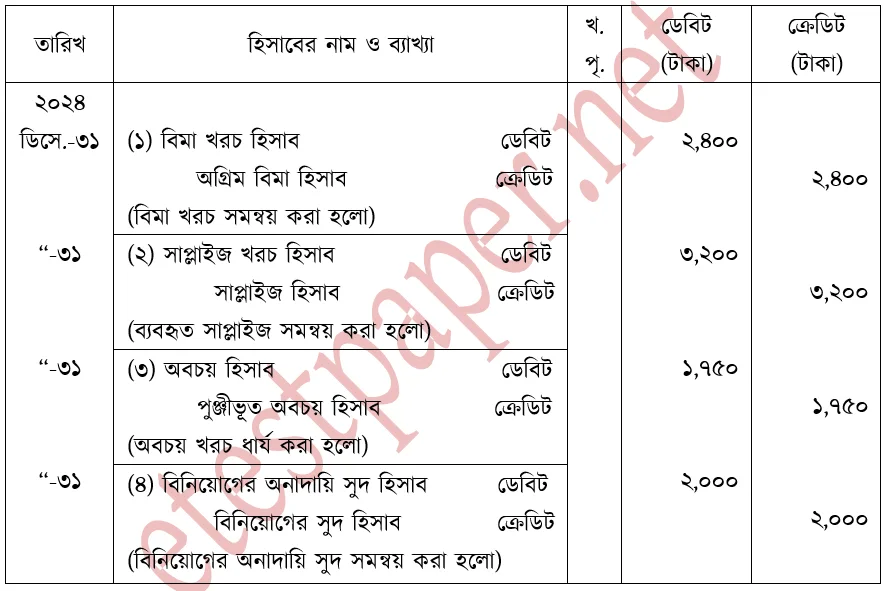 তারিখ হিসাবের নাম ও ব্যাখ্যা খ. পৃ. ডেবিট (টাকা) ক্রেডিট (টাকা)
২০২৪
ডিসে.-৩১ (১) বিমা খরচ হিসাব ডেবিট ২,৪০০
অগ্রিম বিমা হিসাব ক্রেডিট ২,৪০০
(বিমা খরচ সমন্বয় করা হলো)
“-৩১ (২) সাপ্লাইজ খরচ হিসাব ডেবিট ৩,২০০
সাপ্লাইজ হিসাব ক্রেডিট ৩,২০০
(ব্যবহৃত সাপ্লাইজ সমন্বয় করা হলো)
“-৩১ (৩) অবচয় হিসাব ডেবিট ১,৭৫০
পুঞ্জীভূত অবচয় হিসাব ক্রেডিট ১,৭৫০
(অবচয় খরচ ধার্য করা হলো)
“-৩১ (৪) বিনিয়োগের অনাদায়ি সুদ হিসাব ডেবিট ২,০০০
বিনিয়োগের সুদ হিসাব ক্রেডিট ২,০০০
(বিনিয়োগের অনাদায়ি সুদ সমন্বয় করা হলো)
etestpaper.net